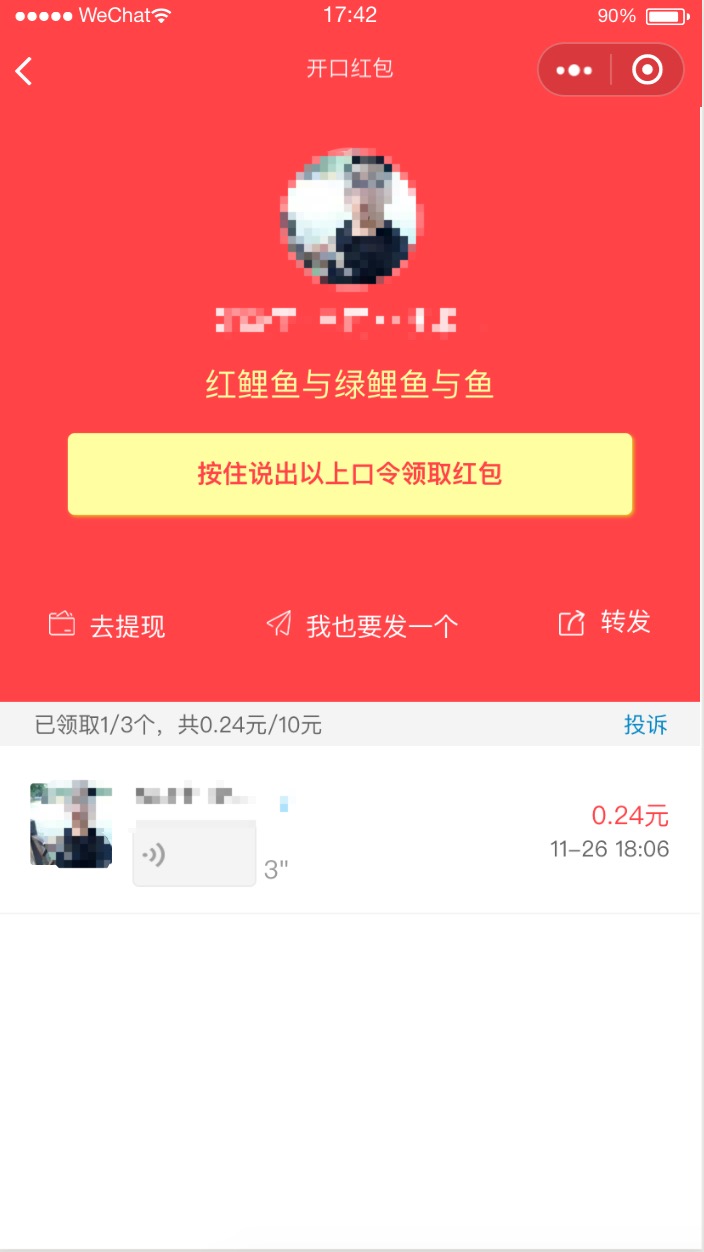 WeChat 17:42 90%
开口红包
红鲤鱼与绿鲤鱼与鱼
按住说出以上口令领取红包
去提现 我也要发一个 转发
已领取1/3个，共0.24元/10元 投诉
0.24元
3" 11-26 18:06